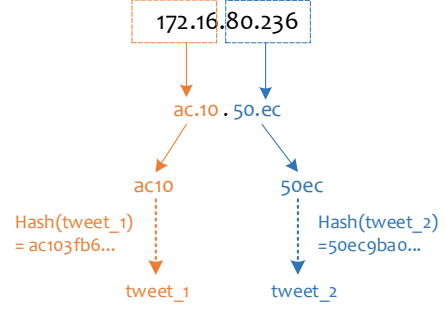 172.16.80.236
ac.10 . 50.ec
ac10 50ec
Hash(tweet_1) Hash(tweet_2)
= ac103fb6... =50ec9ba0...
tweet_1 tweet_2